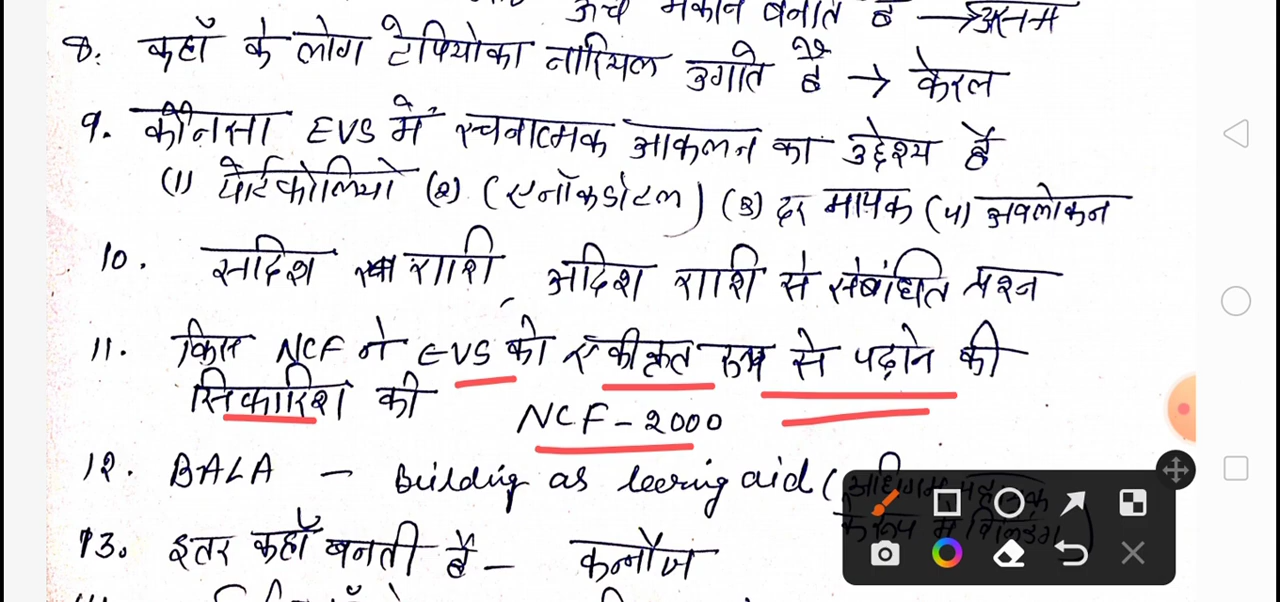 ऊँचे मकान बनाते है → असम
8. कहाँ के लोग टेपियोका नारियल उगाते है → केरल
9. कौनसा EVS में रचनात्मक आकलन का उद्देश्य है
(1) पोर्टफोलियो (2) (एनॉकडोटल) (3) दर मापक (4) अवलोकन
10. सदिश राशि, अदिश राशि से संबंधित प्रश्न
11. किस NCF ने EVS को एकीकृत रूप से पढ़ाने की
सिफारिश की NCF-2000
12. BALA - Building as leering aid (
के रूप में
13. इतर कहाँ बनती है - कन्नौज